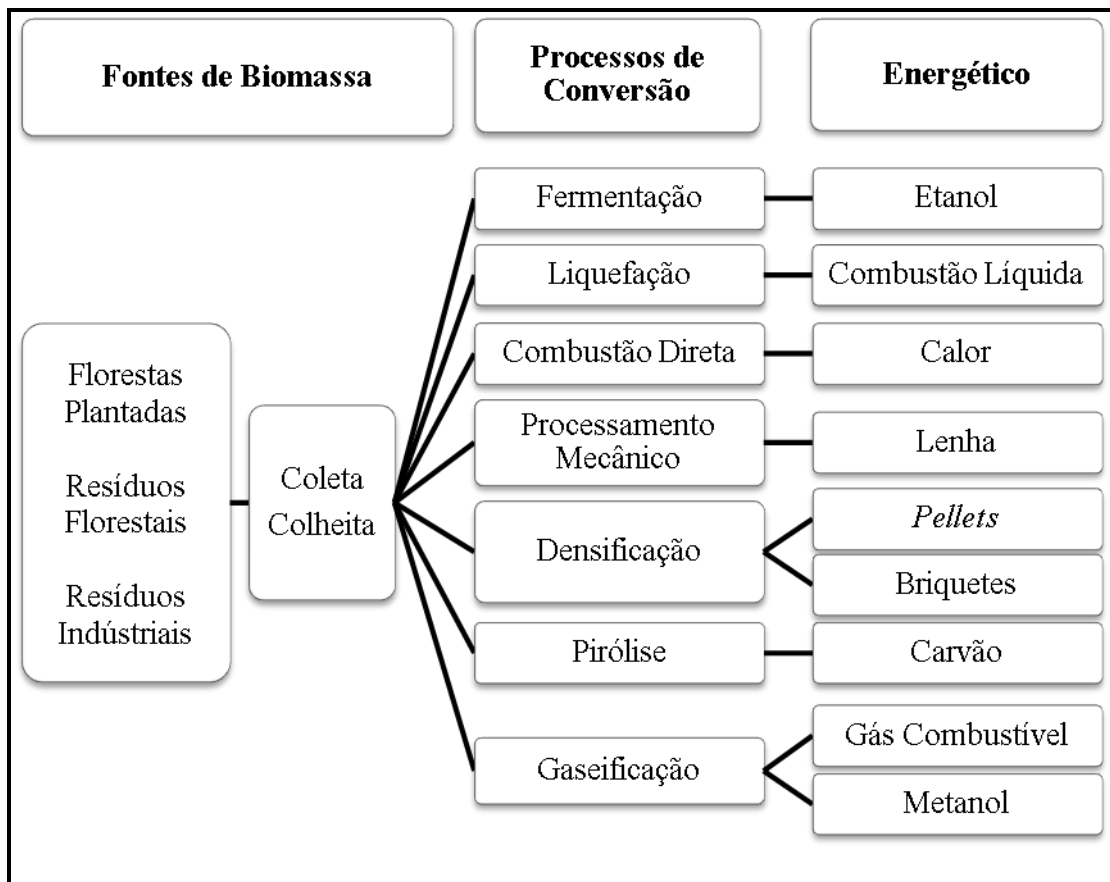 Fontes de Biomassa
Processos de
Conversão
Energético
Florestas
Plantadas
Resíduos
Florestais
Resíduos
Indústriais
Coleta
Colheita
Fermentação
Etanol
Liquefação
Combustão Líquida
Combustão Direta
Calor
Processamento
Mecânico
Lenha
Densificação
Pellets
Briquetes
Pirólise
Carvão
Gaseificação
Gás Combustível
Metanol